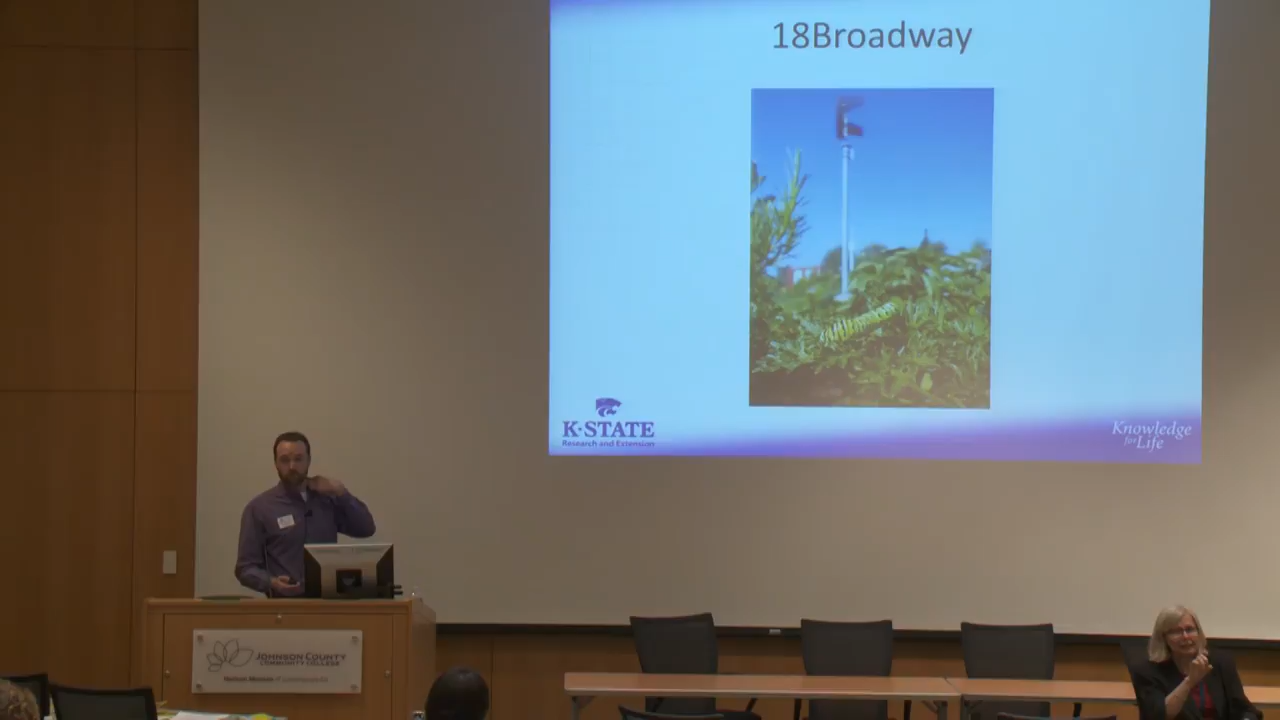 18Broadway
K-STATE
Research and Extension
Knowledge
for Life
JOHNSON COUNTY
COMMUNITY COLLEGE